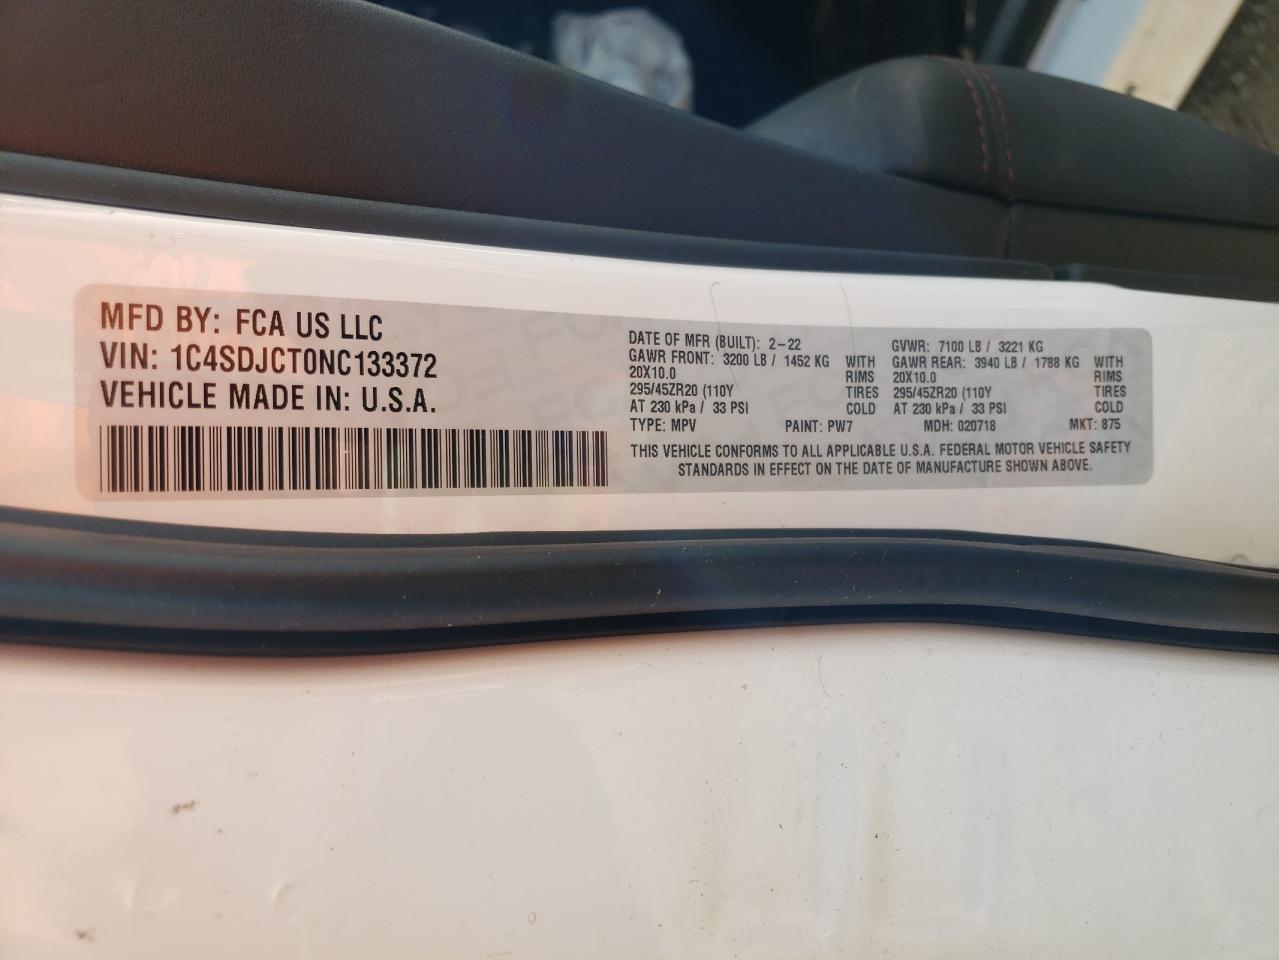 MFD BY: FCA US LLC
VIN: 1C4SDJCT0NC133372
VEHICLE MADE IN: U.S.A.
DATE OF MFR (BUILT): 2-22
GAWR FRONT: 3200 LB / 1452 KG WITH
20X10.0 RIMS
295/45ZR20 (110Y TIRES
AT 230 kPa / 33 PSI COLD
TYPE: MPV PAINT: PW7
GVWR: 7100 LB / 3221 KG
GAWR REAR: 3940 LB / 1788 KG WITH
20X10.0 RIMS
295/45ZR20 (110Y TIRES
AT 230 kPa / 33 PSI COLD
MDH: 020718 MKT: 875
THIS VEHICLE CONFORMS TO ALL APPLICABLE U.S.A. FEDERAL MOTOR VEHICLE SAFETY
STANDARDS IN EFFECT ON THE DATE OF MANUFACTURE SHOWN ABOVE.